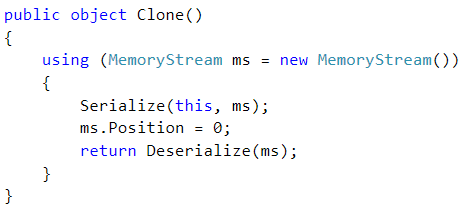 public object Clone()
{
    using (MemoryStream ms = new MemoryStream())
    {
        Serialize(this, ms);
        ms.Position = 0;
        return Deserialize(ms);
    }
}